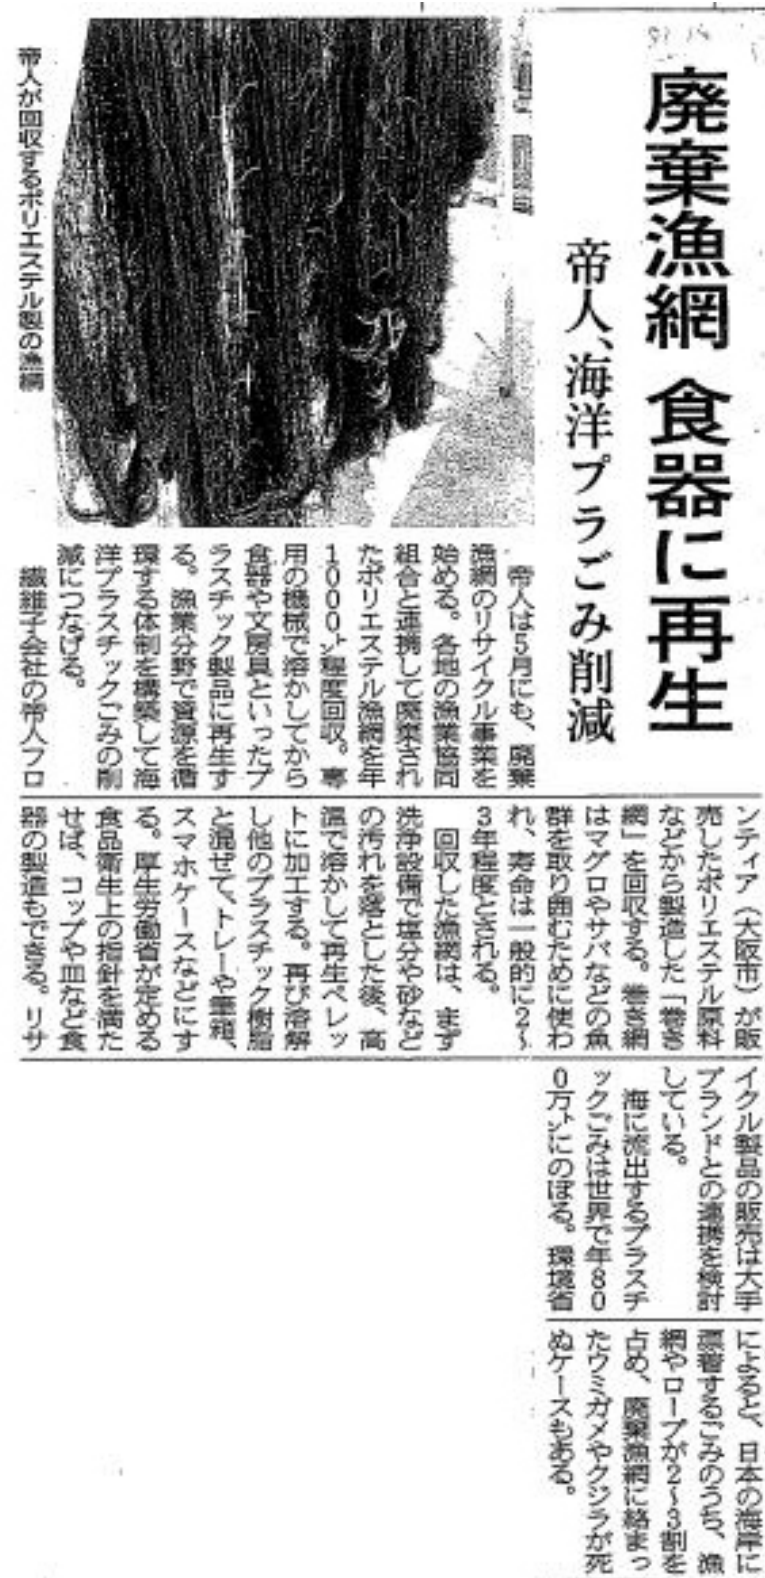 廃棄漁網 食器に再生
帝人、海洋プラごみ削減
帝人が回収するポリエステル製の漁網
帝人は5月にも、廃棄
漁網のリサイクル事業を
始める。各地の漁業協同
組合と連携して廃棄され
たポリエステル漁網を年
1000㌧程度回収。専
用の機械で溶かしてから
食器や文房具といったプ
ラスチック製品に再生す
る。漁業分野で資源を循
環する体制を構築して海
洋プラスチックごみの削
減につなげる。
繊維子会社の帝人フロ
ンティア(大阪市)が販
売したポリエステル原料
などから製造した「巻き
網」を回収する。巻き網
はマグロやサバなどの魚
群を取り囲むために使わ
れ、寿命は一般的に2〜
3年程度とされる。
回収した漁網は、まず
洗浄設備で塩分や砂など
の汚れを落とした後、高
温で溶かして再生ペレッ
トに加工する。再び溶解
し他のプラスチック樹脂
と混ぜて、トレーや筆箱、
スマホケースなどにす
る。厚生労働省が定める
食品衛生上の指針を満た
せば、コップや皿など食
器の製造もできる。リサ
イクル製品の販売は大手
ブランドとの連携を検討
している。
海に流出するプラスチ
ックごみは世界で年80
0万㌧にのぼる。環境省
によると、日本の海岸に
漂着するごみのうち、漁
網やロープが2〜3割を
占め、廃棄漁網に絡まっ
たウミガメやクジラが死
ぬケースもある。